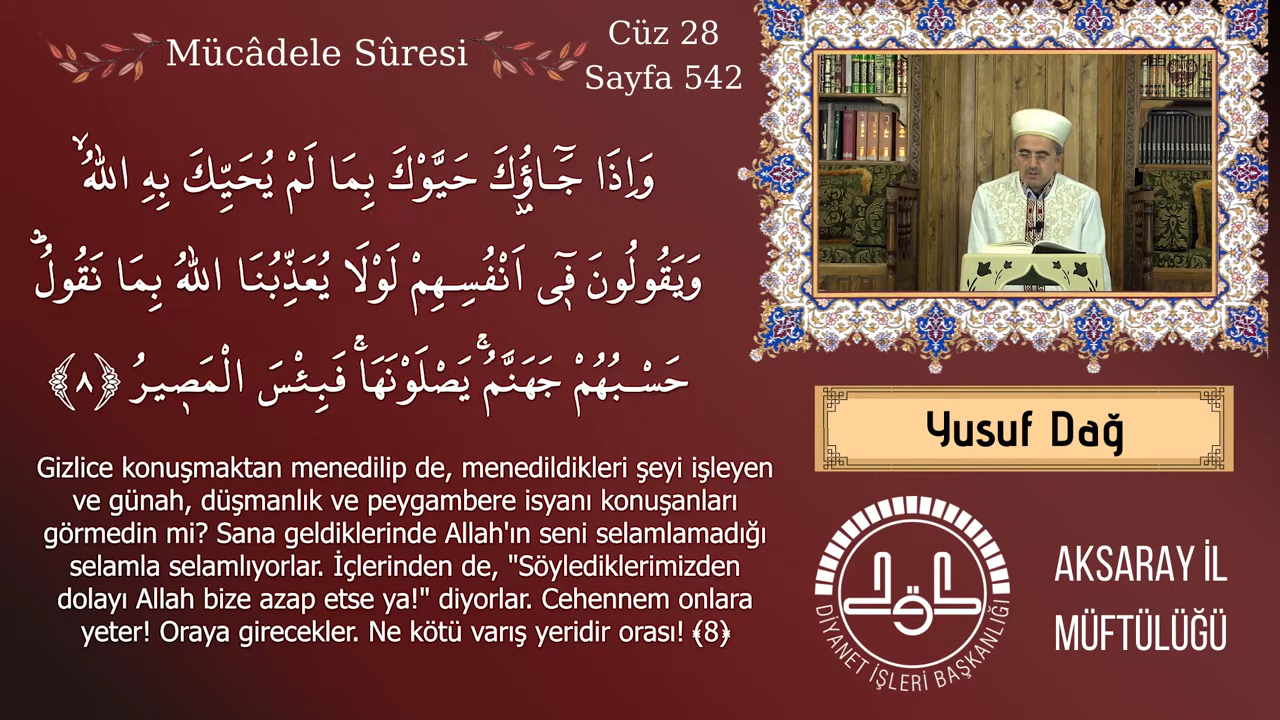 Mücâdele Sûresi
Cüz 28
Sayfa 542
وَاِذَا جَٓاؤُ۫كَ حَيَّوْكَ بِمَا لَمْ يُحَيِّكَ بِهِ اللّٰهُۙ
وَيَقُولُونَ ف۪ٓي اَنْفُسِهِمْ لَوْلَا يُعَذِّبُنَا اللّٰهُ بِمَا نَقُولُۜ
حَسْبُهُمْ جَهَنَّمُۚ يَصْلَوْنَهَاۚ فَبِئْسَ الْمَص۪يرُ ﴿٨﴾
Gizlice konuşmaktan menedilip de, menedildikleri şeyi işleyen
ve günah, düşmanlık ve peygambere isyanı konuşanları
görmedin mi? Sana geldiklerinde Allah'ın seni selamlamadığı
selamla selamlıyorlar. İçlerinden de, "Söylediklerimizden
dolayı Allah bize azap etse ya!" diyorlar. Cehennem onlara
yeter! Oraya girecekler. Ne kötü varış yeridir orası! ﴾8﴿
Yusuf Dağ
DİYANET İŞLERİ BAŞKANLIĞI
AKSARAY İL
MÜFTÜLÜĞÜ